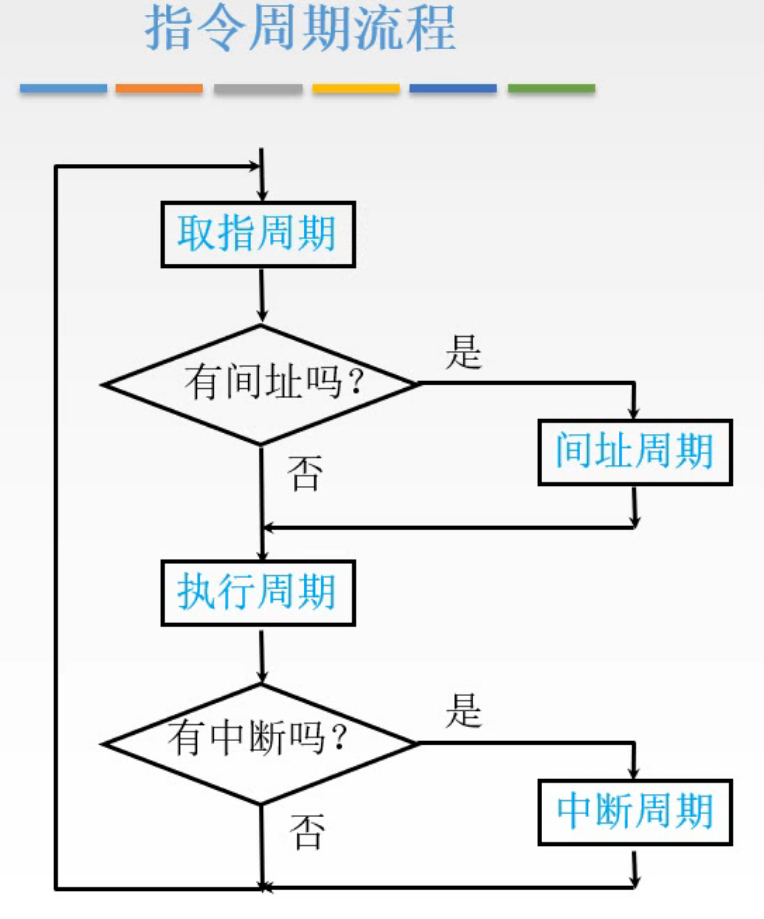 指令周期流程
取指周期
有间址吗?
是
间址周期
否
执行周期
有中断吗?
是
中断周期
否